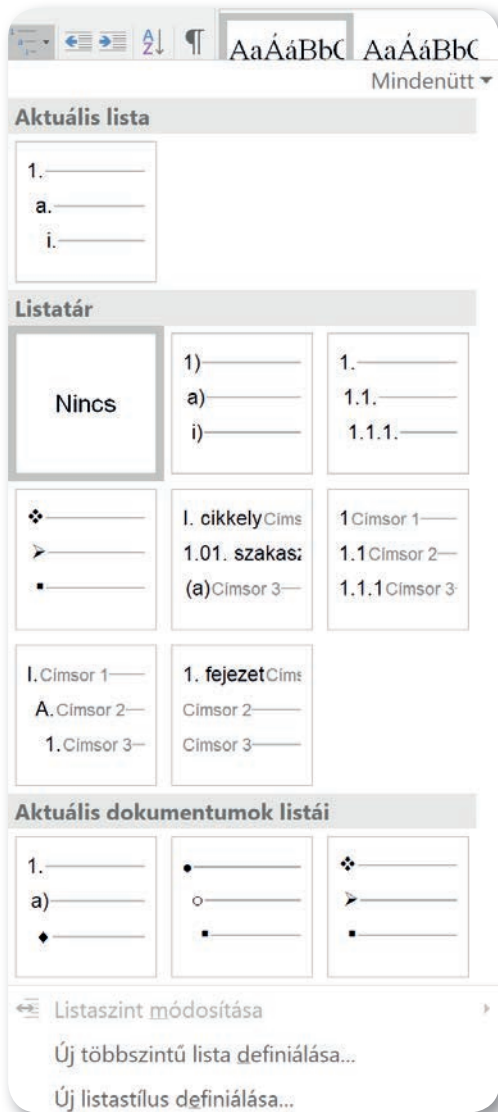 A
Z
¶
AaÁáBbC AaÁáBbC
Mindenütt
Aktuális lista
1.
a.
i.
Listatár
Nincs
1)
a)
i)
1.
1.1.
1.1.1.
I. cikkely Címs
1.01. szakasz
(a) Címsor 3
1 Címsor 1
1.1 Címsor 2
1.1.1 Címsor 3
I. Címsor 1
A. Címsor 2
1. Címsor 3
1. fejezet Címs
Címsor 2
Címsor 3
Aktuális dokumentumok listái
1.
a)
Listaszint módosítása
Új többszintű lista definiálása...
Új listastílus definiálása...